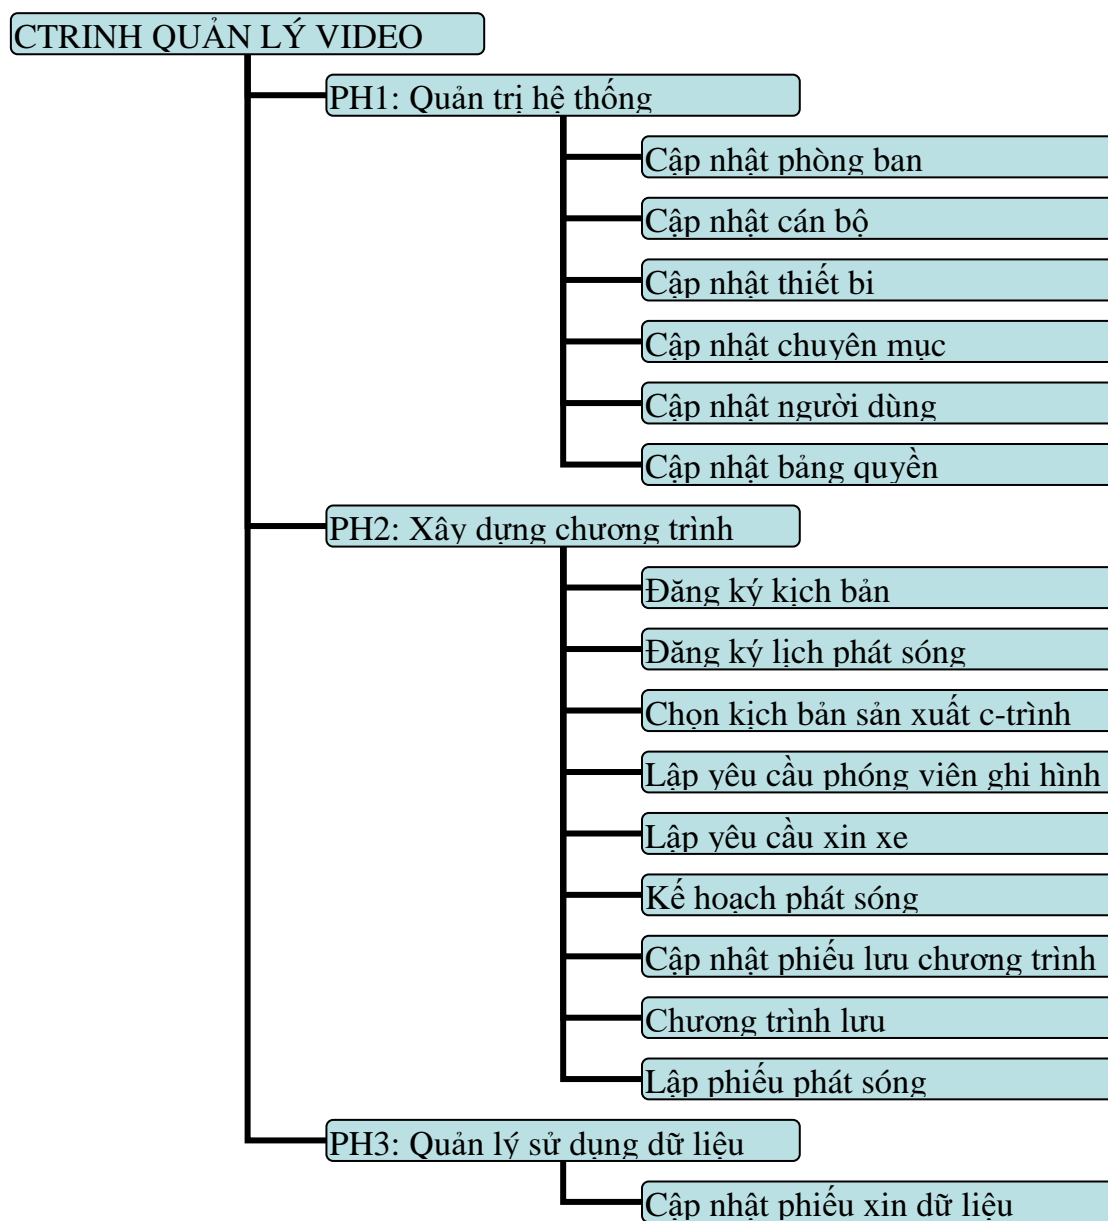 CTRINH QUẢN LÝ VIDEO
PH1: Quản trị hệ thống
Cập nhật phòng ban
Cập nhật cán bộ
Cập nhật thiết bi
Cập nhật chuyên mục
Cập nhật người dùng
Cập nhật bảng quyền
PH2: Xây dựng chương trình
Đăng ký kịch bản
Đăng ký lịch phát sóng
Chọn kịch bản sản xuất c-trình
Lập yêu cầu phóng viên ghi hình
Lập yêu cầu xin xe
Kế hoạch phát sóng
Cập nhật phiếu lưu chương trình
Chương trình lưu
Lập phiếu phát sóng
PH3: Quản lý sử dụng dữ liệu
Cập nhật phiếu xin dữ liệu